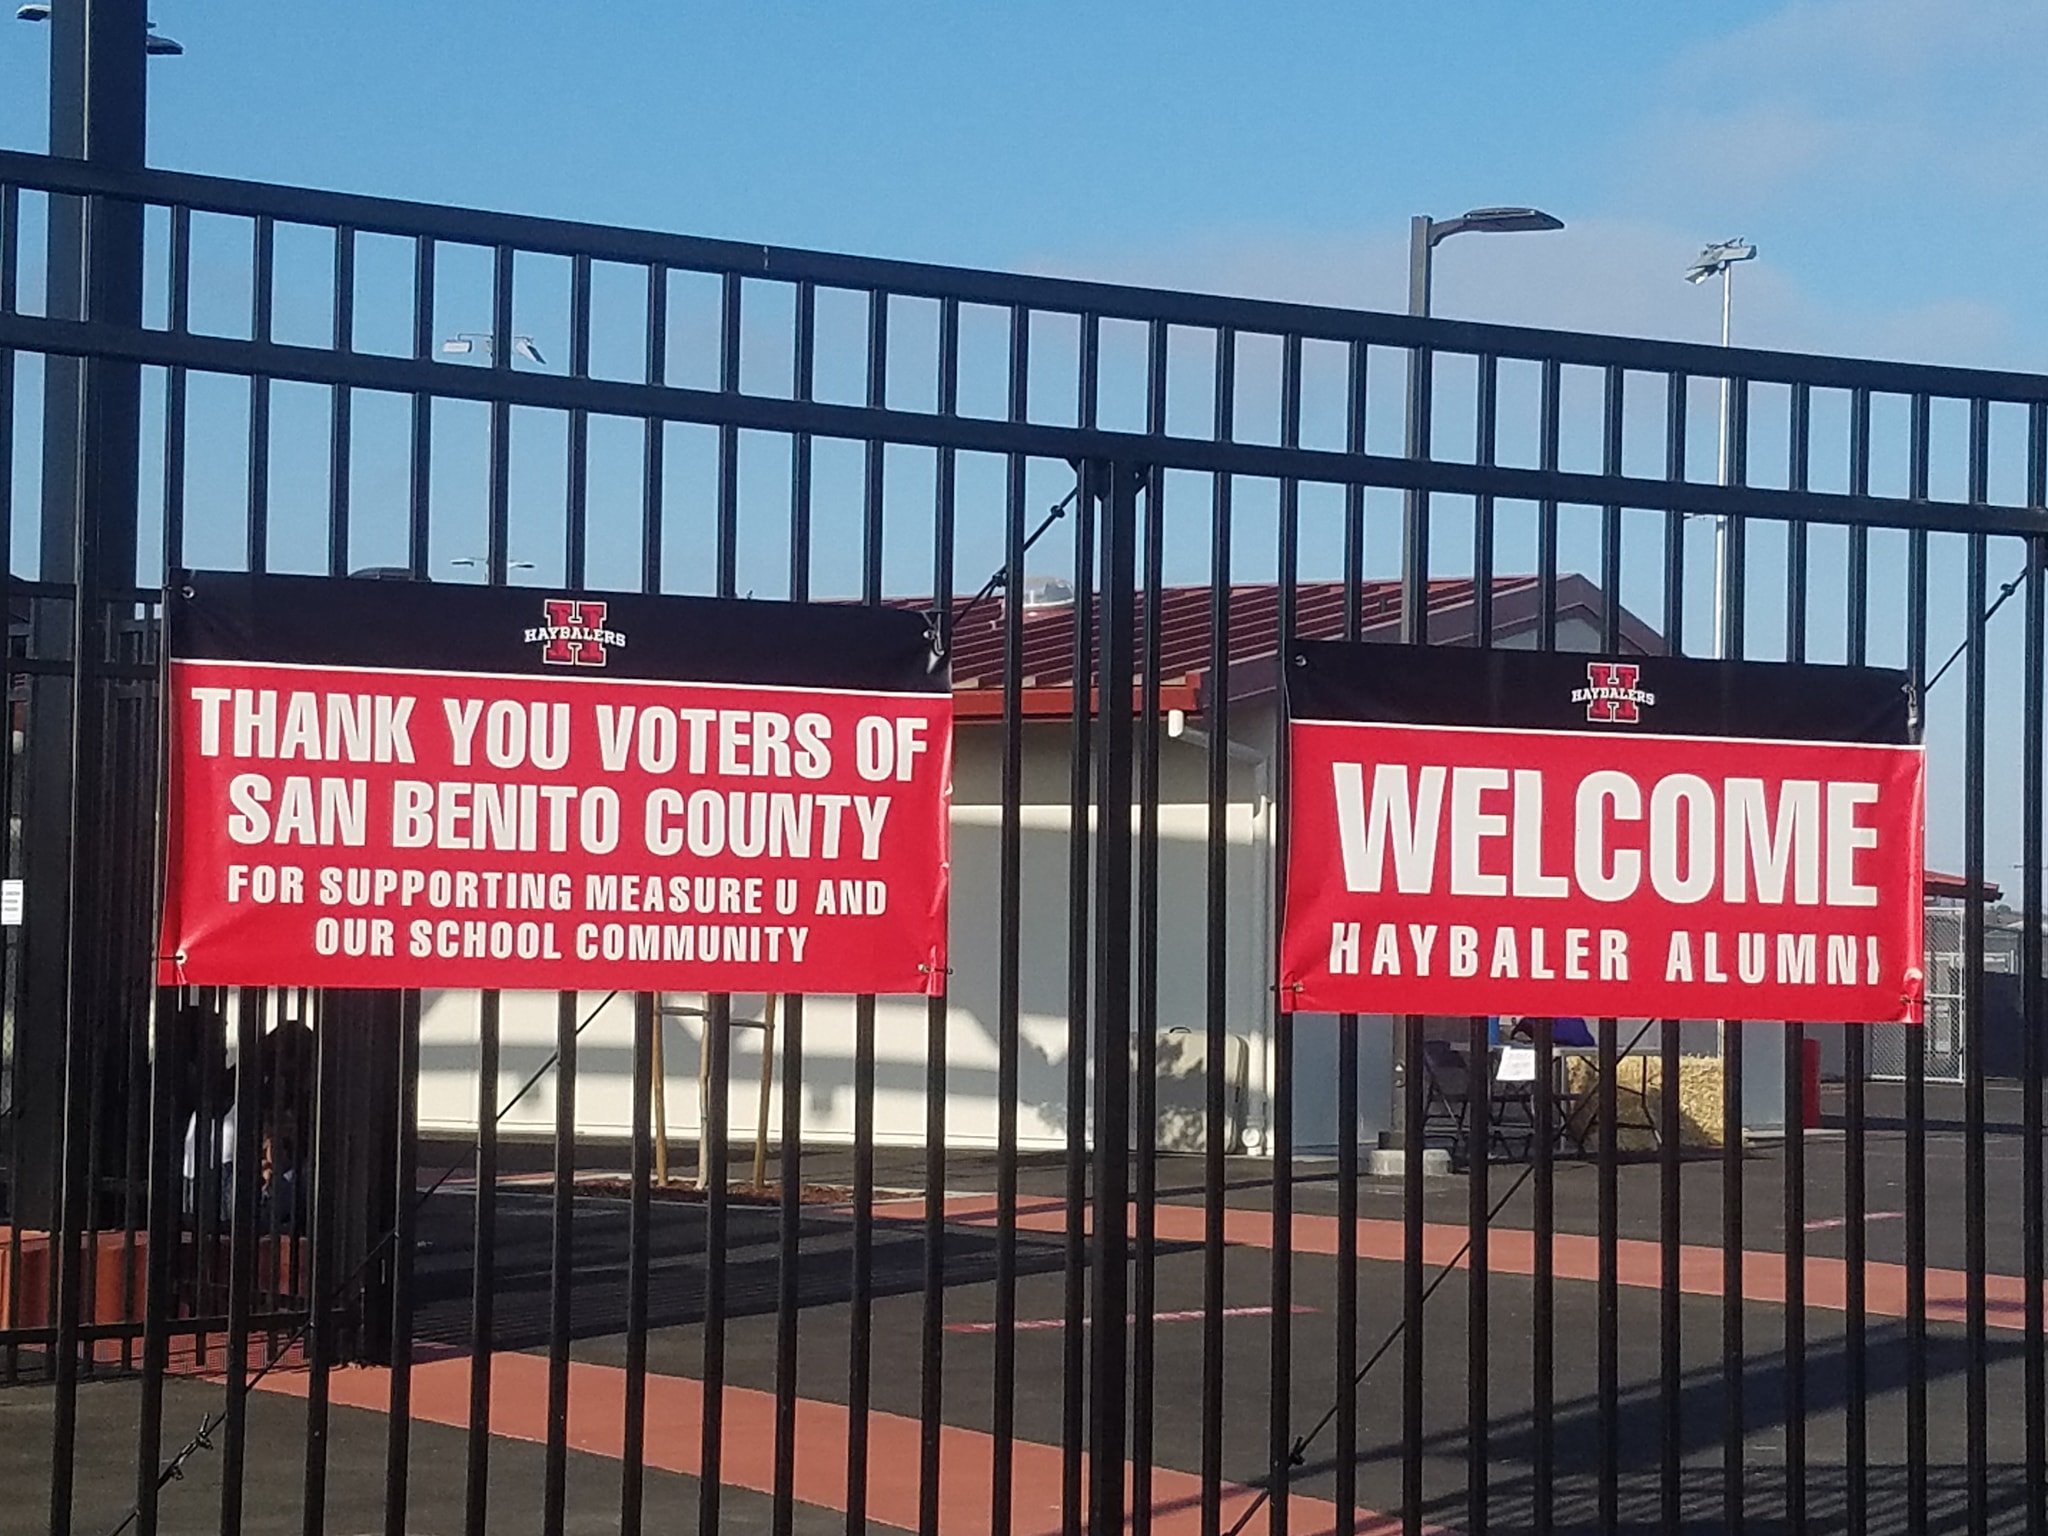 H
HAYBALERS
THANK YOU VOTERS OF
SAN BENITO COUNTY
FOR SUPPORTING MEASURE U AND
OUR SCHOOL COMMUNITY
H
HAYBALERS
WELCOME
HAYBALER ALUMNI